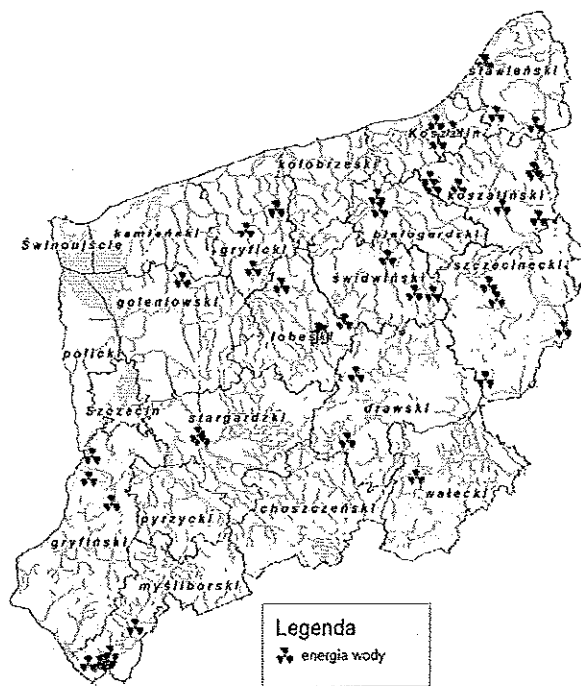 sławieński
Koszalin
kołobrzeski
koszaliński
kamieński
Świnoujście
gryficki
białogardzki
szczecinecki
świdwiński
goleniowski
łobeski
policki
Szczecin
stargardzki
drawski
wałecki
choszczeński
pyrzycki
gryfiński
myśliborski
Legenda
energia wody